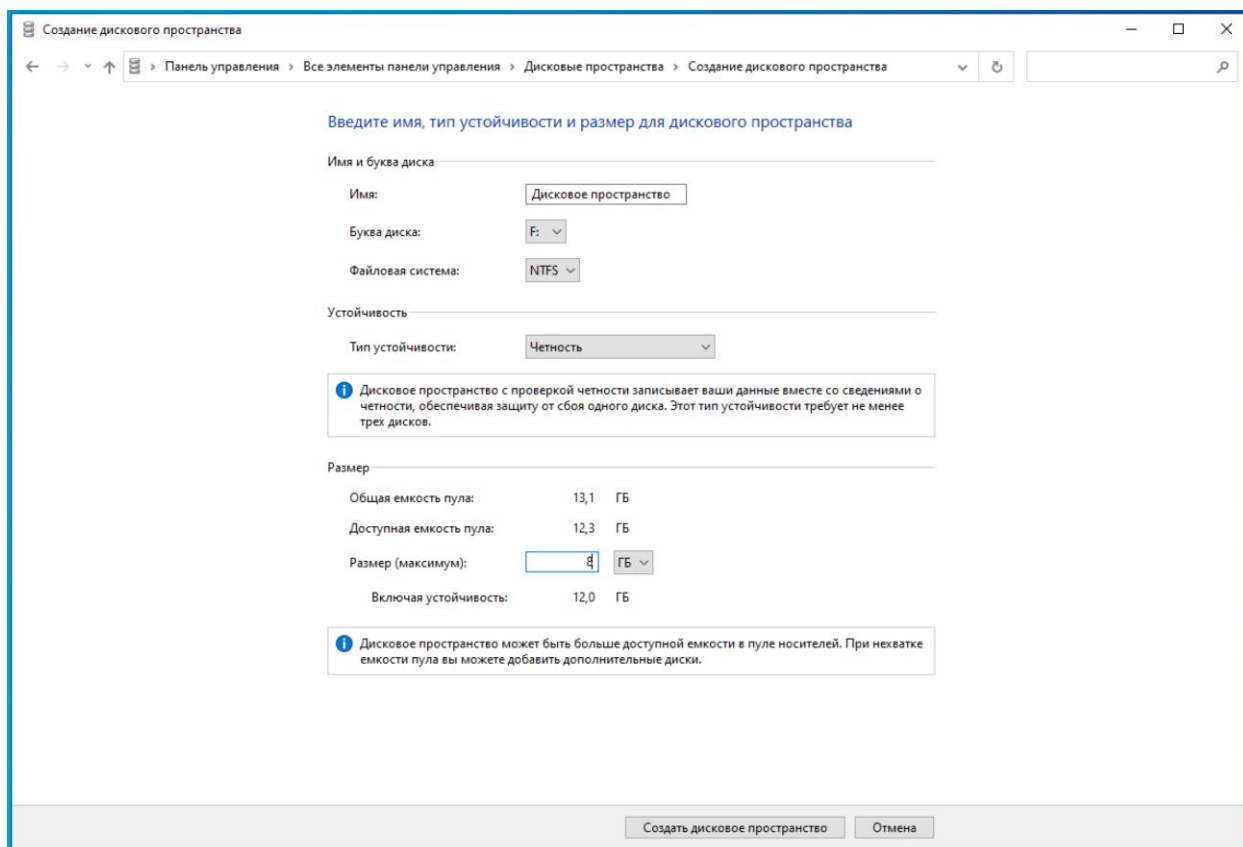 Создание дискового пространства
Панель управления > Все элементы панели управления > Дисковые пространства > Создание дискового пространства
Введите имя, тип устойчивости и размер для дискового пространства
Имя и буква диска
Имя: Дисковое пространство
Буква диска: F:
Файловая система: NTFS
Устойчивость
Тип устойчивости: Четность
Дисковое пространство с проверкой четности записывает ваши данные вместе со сведениями о
четности, обеспечивая защиту от сбоя одного диска. Этот тип устойчивости требует не менее
трех дисков.
Размер
Общая емкость пула: 13,1 ГБ
Доступная емкость пула: 12,3 ГБ
Размер (максимум): 8 ГБ
Включая устойчивость: 12,0 ГБ
Дисковое пространство может быть больше доступной емкости в пуле носителей. При нехватке
емкости пула вы можете добавить дополнительные диски.
Создать дисковое пространство Отмена